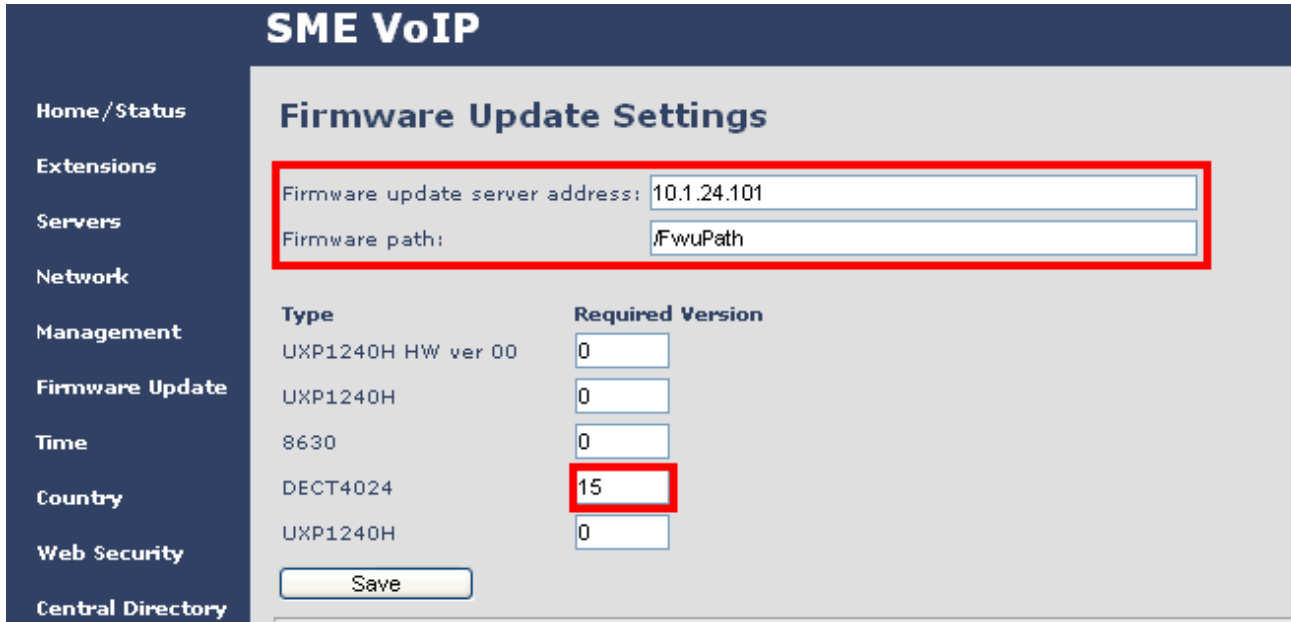 SME VoIP
Home/Status
Extensions
Servers
Network
Management
Firmware Update
Time
Country
Web Security
Central Directory
Firmware Update Settings
Firmware update server address: 10.1.24.101
Firmware path: /FwuPath
Type Required Version
UXP1240H HW ver 00 0
UXP1240H 0
8630 0
DECT4024 15
UXP1240H 0
Save